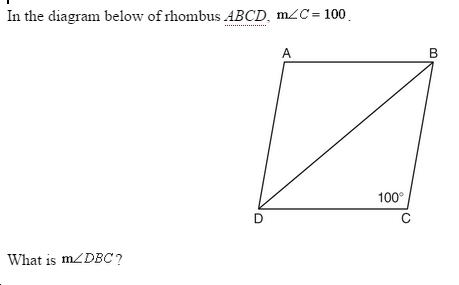 In the diagram below of rhombus ABCD, m∠C = 100.
A B
100°
D C
What is m∠DBC?